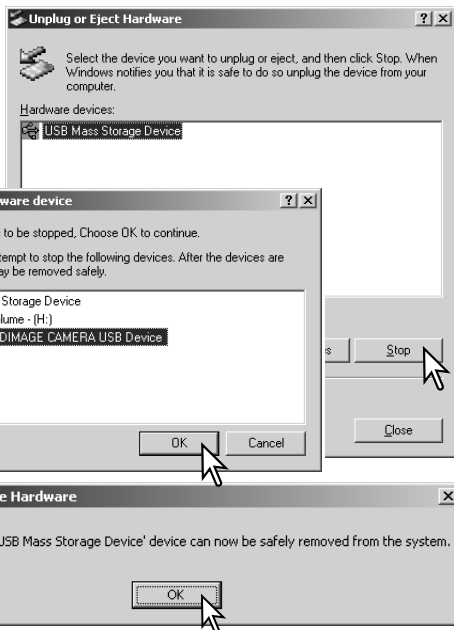 Unplug or Eject Hardware
Select the device you want to unplug or eject, and then click Stop. When
Windows notifies you that it is safe to do so unplug the device from your
computer.
Hardware devices:
USB Mass Storage Device
ware device
to be stopped, Choose OK to continue.
tempt to stop the following devices. After the devices are
ay be removed safely.
Storage Device
lume - (H:)
DIMAGE CAMERA USB Device
s
Stop
OK
Cancel
Close
e Hardware
USB Mass Storage Device' device can now be safely removed from the system.
OK